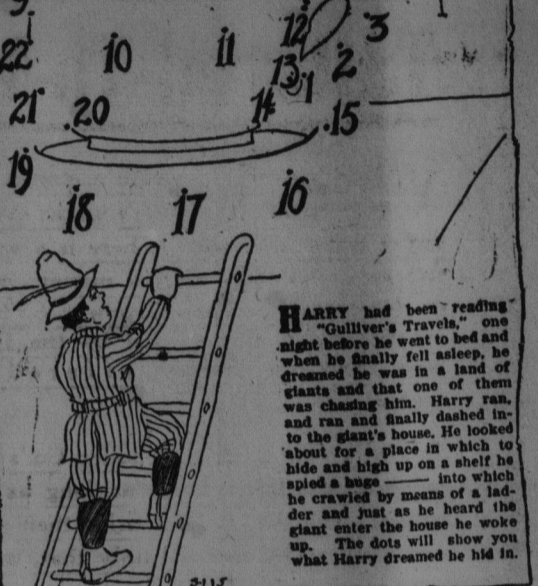 12
3
22
10
11
2
13
1
21
20
14
15
19
18
17
16
HARRY had been reading
"Gulliver's Travels," one
night before he went to bed and
when he finally fell asleep, he
dreamed he was in a land of
giants and that one of them
was chasing him. Harry ran,
and ran and finally dashed in-
to the giant's house. He looked
about for a place in which to
hide and high up on a shelf he
spied a huge —— into which
he crawled by means of a lad-
der and just as he heard the
giant enter the house he woke
up. The dots will show you
what Harry dreamed he hid in.